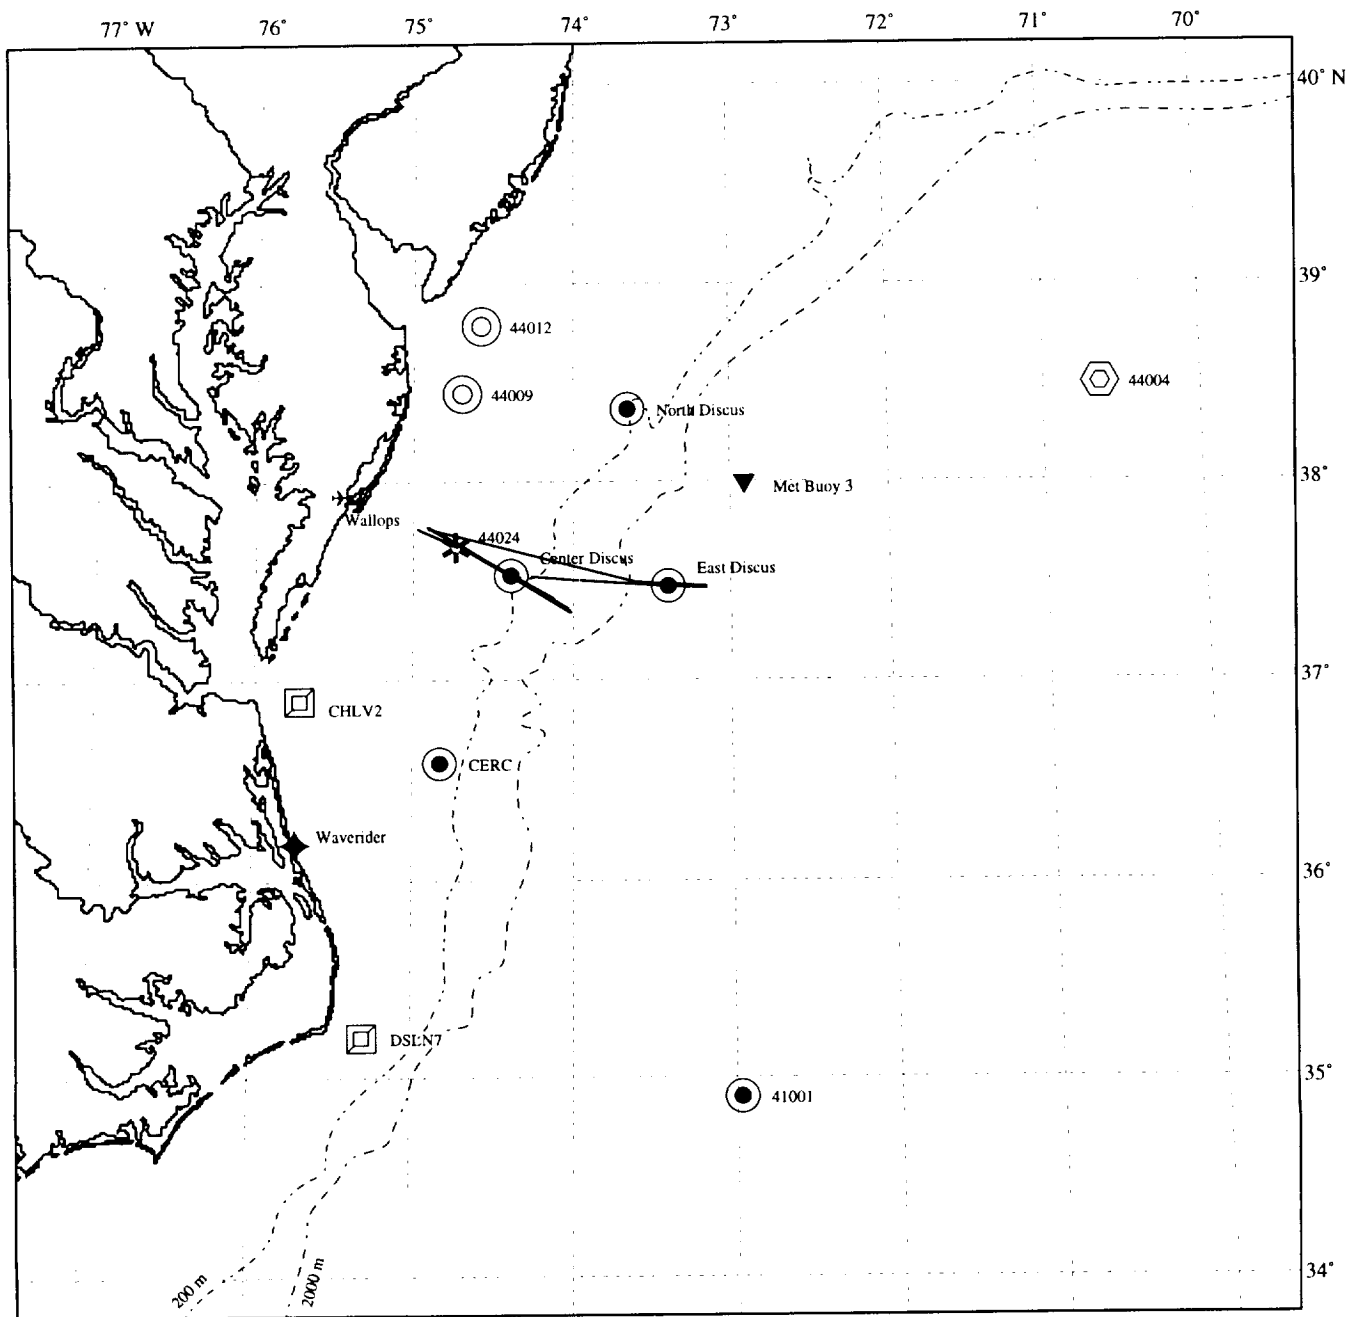 77° W 76° 75° 74° 73° 72° 71° 70°
40° N
39°
44012
44009
44004
North Discus
38°
Met Buoy 3
Wallops
44024
Center Discus
East Discus
37°
CHLV2
CERC
Waverider
36°
DSLN7
35°
41001
34°
200 m
2000 m